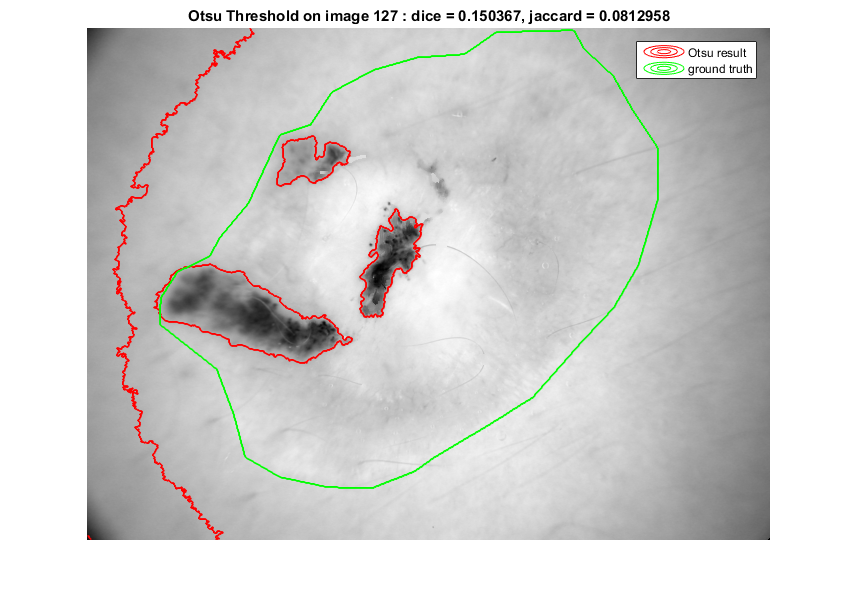 Otsu Threshold on image 127 : dice = 0.150367, jaccard = 0.0812958
Otsu result
ground truth